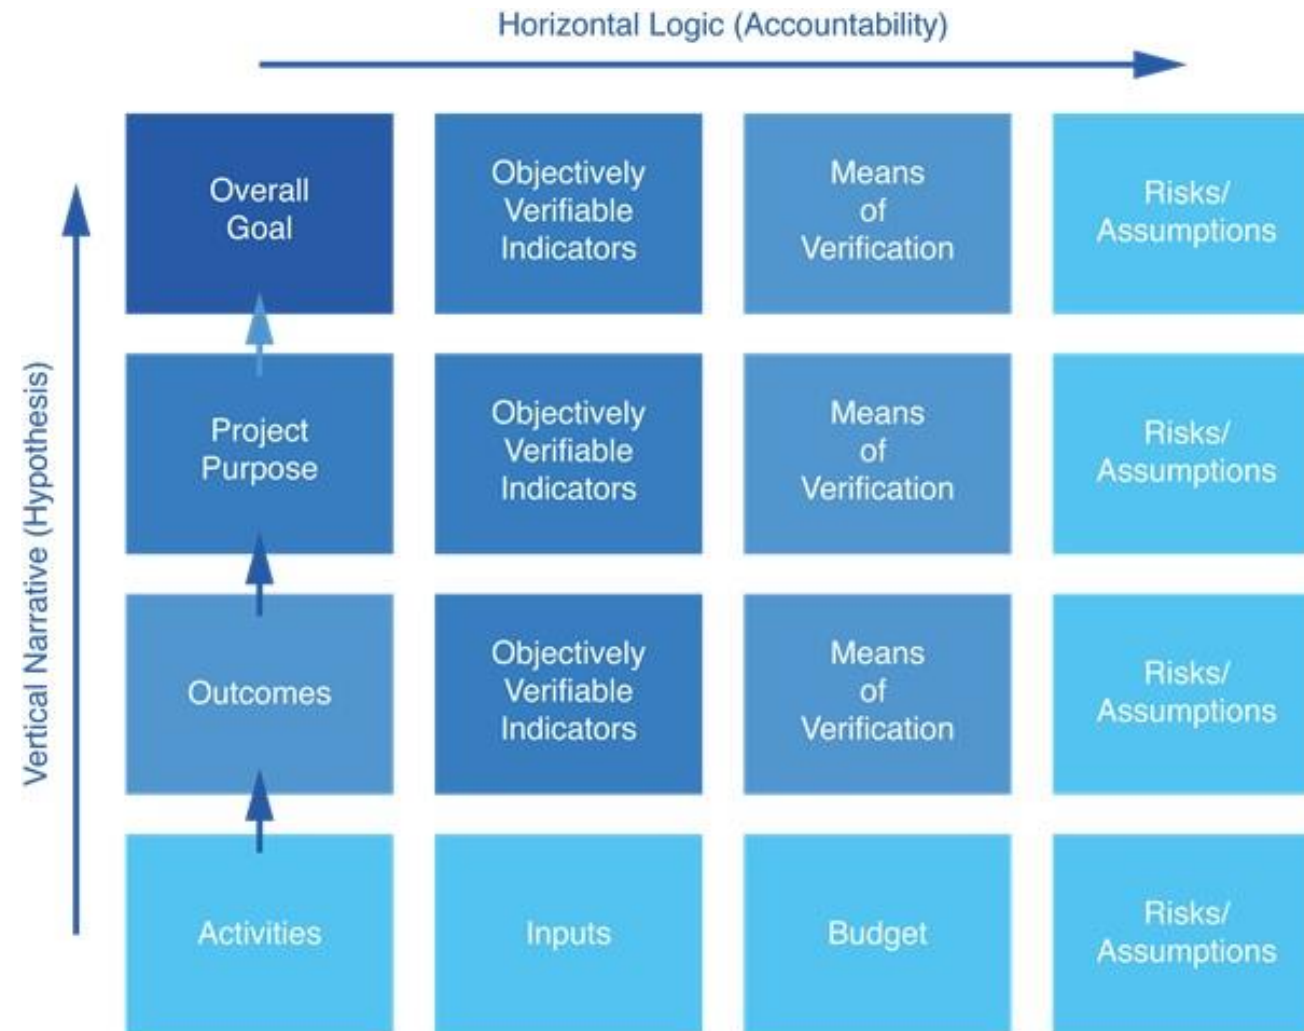 Horizontal Logic (Accountability)
Vertical Narrative (Hypothesis)
Overall
Goal
Objectively
Verifiable
Indicators
Means
of
Verification
Risks/
Assumptions
Project
Purpose
Objectively
Verifiable
Indicators
Means
of
Verification
Risks/
Assumptions
Outcomes
Objectively
Verifiable
Indicators
Means
of
Verification
Risks/
Assumptions
Activities
Inputs
Budget
Risks/
Assumptions